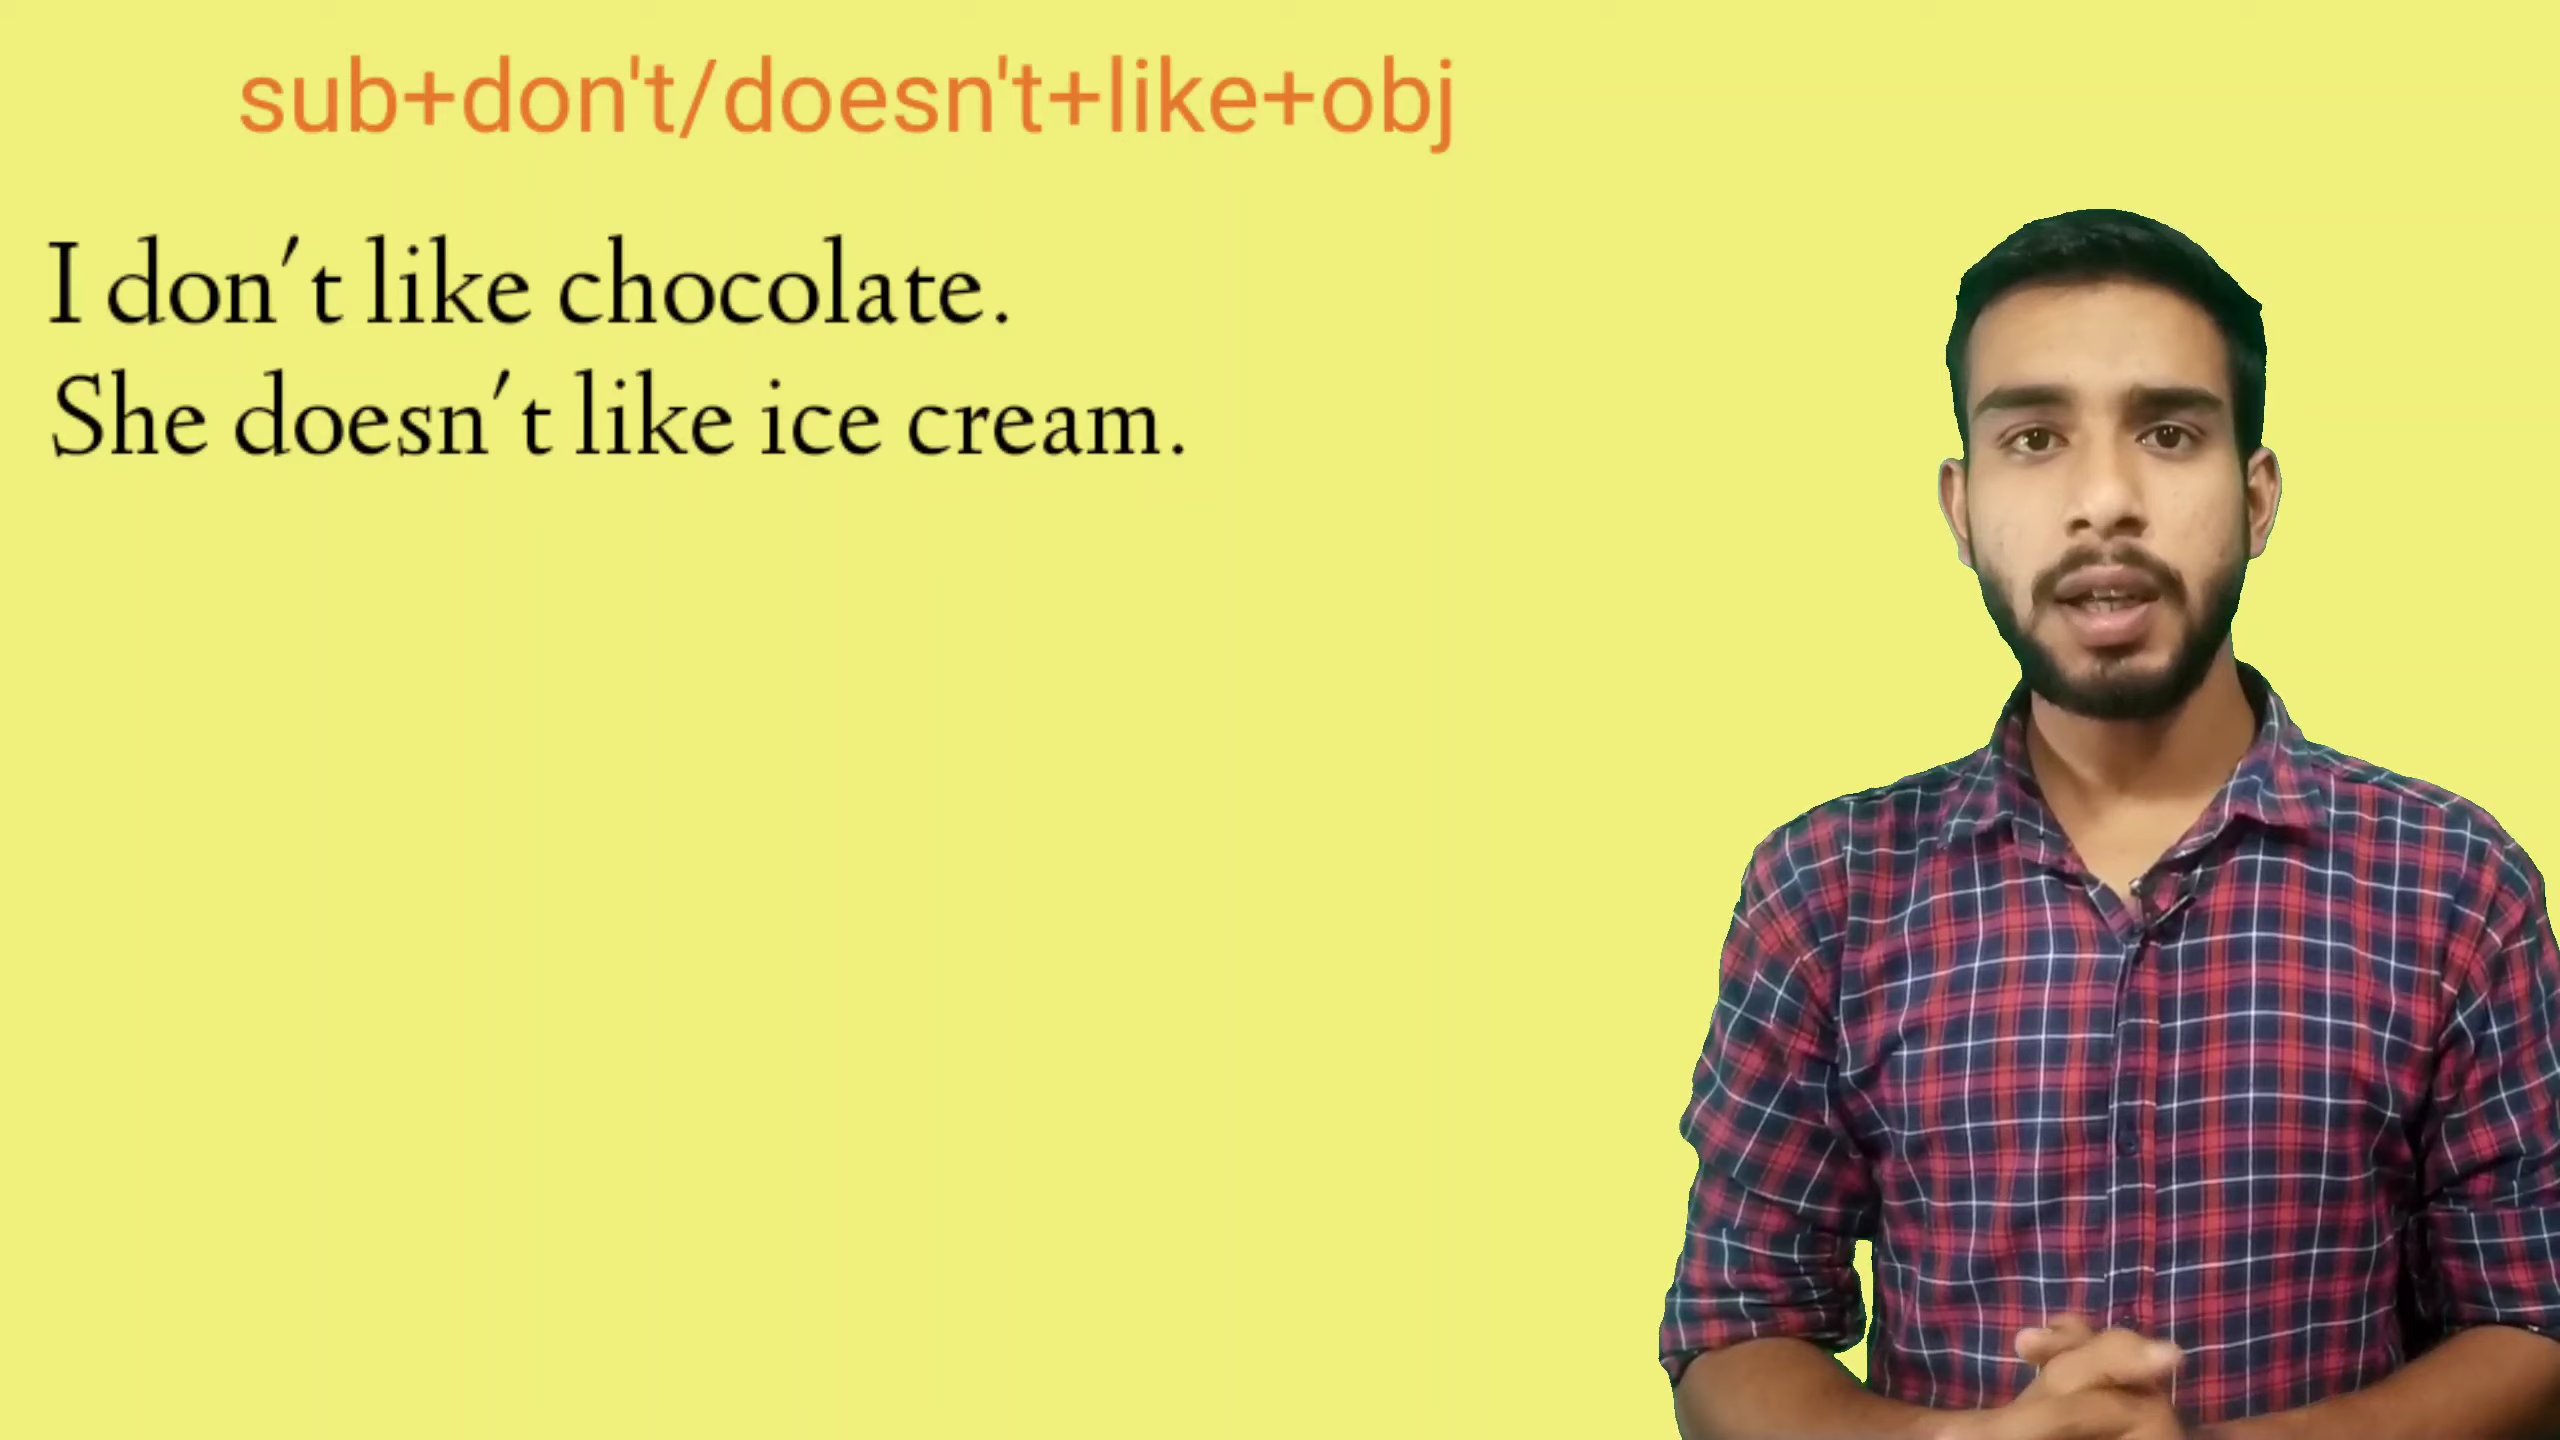 sub+don't/doesn't+like+obj
I don't like chocolate.
She doesn't like ice cream.